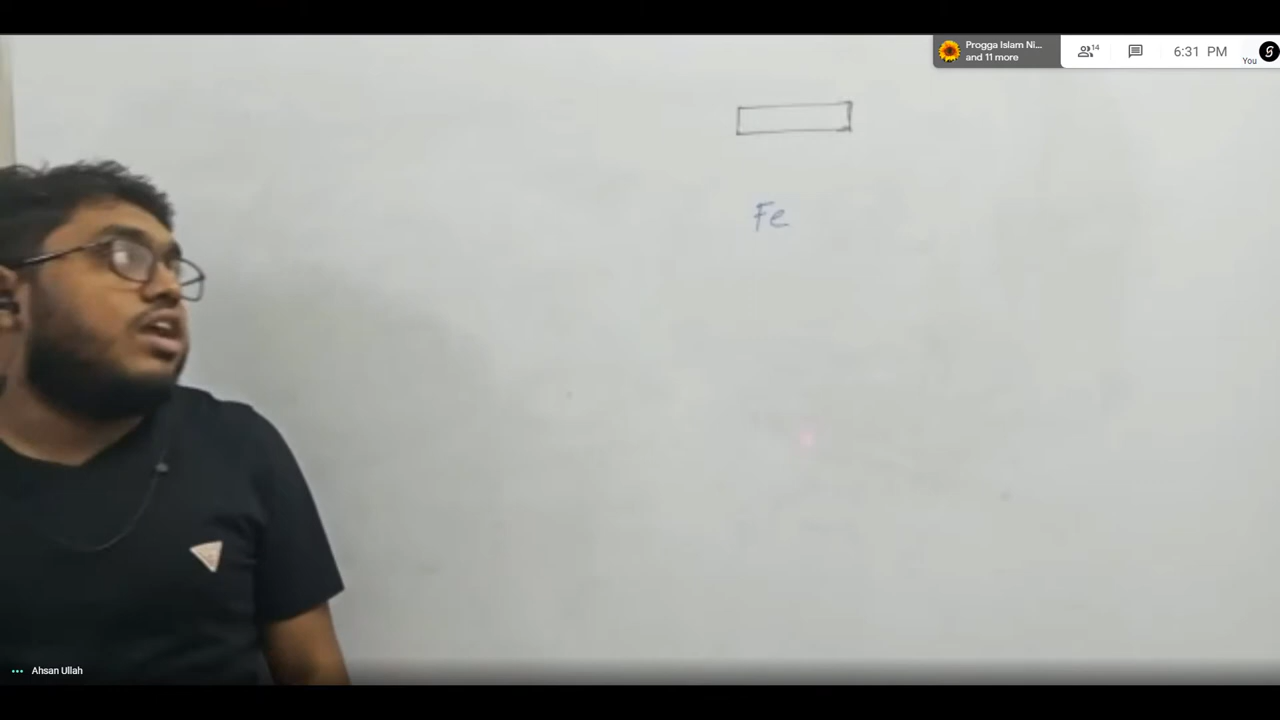 Progga Islam Ni...
and 11 more
14
6:31 PM
You
Fe
Ahsan Ullah